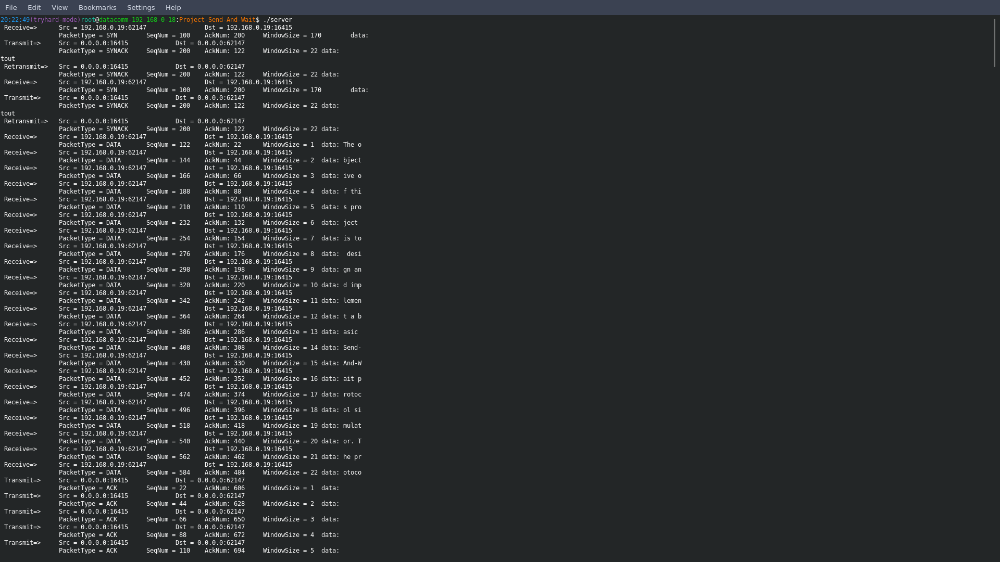 File Edit View Bookmarks Settings Help
20:22:49(tryhard-mode)root@datacomm-192-168-0-18:Project-Send-And-Wait$ ./server
Receive=> Src = 192.168.0.19:62147 Dst = 192.168.0.19:16415
PacketType = SYN SeqNum = 100 AckNum: 200 WindowSize = 170 data:
Transmit=> Src = 0.0.0.0:16415 Dst = 0.0.0.0:62147
PacketType = SYNACK SeqNum = 200 AckNum: 122 WindowSize = 22 data:
tout
Retransmit=> Src = 0.0.0.0:16415 Dst = 0.0.0.0:62147
PacketType = SYNACK SeqNum = 200 AckNum: 122 WindowSize = 22 data:
Receive=> Src = 192.168.0.19:62147 Dst = 192.168.0.19:16415
PacketType = SYN SeqNum = 100 AckNum: 200 WindowSize = 170 data:
Transmit=> Src = 0.0.0.0:16415 Dst = 0.0.0.0:62147
PacketType = SYNACK SeqNum = 200 AckNum: 122 WindowSize = 22 data:
tout
Retransmit=> Src = 0.0.0.0:16415 Dst = 0.0.0.0:62147
PacketType = SYNACK SeqNum = 200 AckNum: 122 WindowSize = 22 data:
Receive=> Src = 192.168.0.19:62147 Dst = 192.168.0.19:16415
PacketType = DATA SeqNum = 122 AckNum: 22 WindowSize = 1 data: The o
Receive=> Src = 192.168.0.19:62147 Dst = 192.168.0.19:16415
PacketType = DATA SeqNum = 144 AckNum: 44 WindowSize = 2 data: bject
Receive=> Src = 192.168.0.19:62147 Dst = 192.168.0.19:16415
PacketType = DATA SeqNum = 166 AckNum: 66 WindowSize = 3 data: ive o
Receive=> Src = 192.168.0.19:62147 Dst = 192.168.0.19:16415
PacketType = DATA SeqNum = 188 AckNum: 88 WindowSize = 4 data: f thi
Receive=> Src = 192.168.0.19:62147 Dst = 192.168.0.19:16415
PacketType = DATA SeqNum = 210 AckNum: 110 WindowSize = 5 data: s pro
Receive=> Src = 192.168.0.19:62147 Dst = 192.168.0.19:16415
PacketType = DATA SeqNum = 232 AckNum: 132 WindowSize = 6 data: ject
Receive=> Src = 192.168.0.19:62147 Dst = 192.168.0.19:16415
PacketType = DATA SeqNum = 254 AckNum: 154 WindowSize = 7 data: is to
Receive=> Src = 192.168.0.19:62147 Dst = 192.168.0.19:16415
PacketType = DATA SeqNum = 276 AckNum: 176 WindowSize = 8 data:  desi
Receive=> Src = 192.168.0.19:62147 Dst = 192.168.0.19:16415
PacketType = DATA SeqNum = 298 AckNum: 198 WindowSize = 9 data: gn an
Receive=> Src = 192.168.0.19:62147 Dst = 192.168.0.19:16415
PacketType = DATA SeqNum = 320 AckNum: 220 WindowSize = 10 data: d imp
Receive=> Src = 192.168.0.19:62147 Dst = 192.168.0.19:16415
PacketType = DATA SeqNum = 342 AckNum: 242 WindowSize = 11 data: lemen
Receive=> Src = 192.168.0.19:62147 Dst = 192.168.0.19:16415
PacketType = DATA SeqNum = 364 AckNum: 264 WindowSize = 12 data: t a b
Receive=> Src = 192.168.0.19:62147 Dst = 192.168.0.19:16415
PacketType = DATA SeqNum = 386 AckNum: 286 WindowSize = 13 data: asic
Receive=> Src = 192.168.0.19:62147 Dst = 192.168.0.19:16415
PacketType = DATA SeqNum = 408 AckNum: 308 WindowSize = 14 data: Send-
Receive=> Src = 192.168.0.19:62147 Dst = 192.168.0.19:16415
PacketType = DATA SeqNum = 430 AckNum: 330 WindowSize = 15 data: And-W
Receive=> Src = 192.168.0.19:62147 Dst = 192.168.0.19:16415
PacketType = DATA SeqNum = 452 AckNum: 352 WindowSize = 16 data: ait p
Receive=> Src = 192.168.0.19:62147 Dst = 192.168.0.19:16415
PacketType = DATA SeqNum = 474 AckNum: 374 WindowSize = 17 data: rotoc
Receive=> Src = 192.168.0.19:62147 Dst = 192.168.0.19:16415
PacketType = DATA SeqNum = 496 AckNum: 396 WindowSize = 18 data: ol si
Receive=> Src = 192.168.0.19:62147 Dst = 192.168.0.19:16415
PacketType = DATA SeqNum = 518 AckNum: 418 WindowSize = 19 data: mulat
Receive=> Src = 192.168.0.19:62147 Dst = 192.168.0.19:16415
PacketType = DATA SeqNum = 540 AckNum: 440 WindowSize = 20 data: or. T
Receive=> Src = 192.168.0.19:62147 Dst = 192.168.0.19:16415
PacketType = DATA SeqNum = 562 AckNum: 462 WindowSize = 21 data: he pr
Receive=> Src = 192.168.0.19:62147 Dst = 192.168.0.19:16415
PacketType = DATA SeqNum = 584 AckNum: 484 WindowSize = 22 data: otoco
Transmit=> Src = 0.0.0.0:16415 Dst = 0.0.0.0:62147
PacketType = ACK SeqNum = 22 AckNum: 606 WindowSize = 1 data:
Transmit=> Src = 0.0.0.0:16415 Dst = 0.0.0.0:62147
PacketType = ACK SeqNum = 44 AckNum: 628 WindowSize = 2 data:
Transmit=> Src = 0.0.0.0:16415 Dst = 0.0.0.0:62147
PacketType = ACK SeqNum = 66 AckNum: 650 WindowSize = 3 data:
Transmit=> Src = 0.0.0.0:16415 Dst = 0.0.0.0:62147
PacketType = ACK SeqNum = 88 AckNum: 672 WindowSize = 4 data:
Transmit=> Src = 0.0.0.0:16415 Dst = 0.0.0.0:62147
PacketType = ACK SeqNum = 110 AckNum: 694 WindowSize = 5 data: